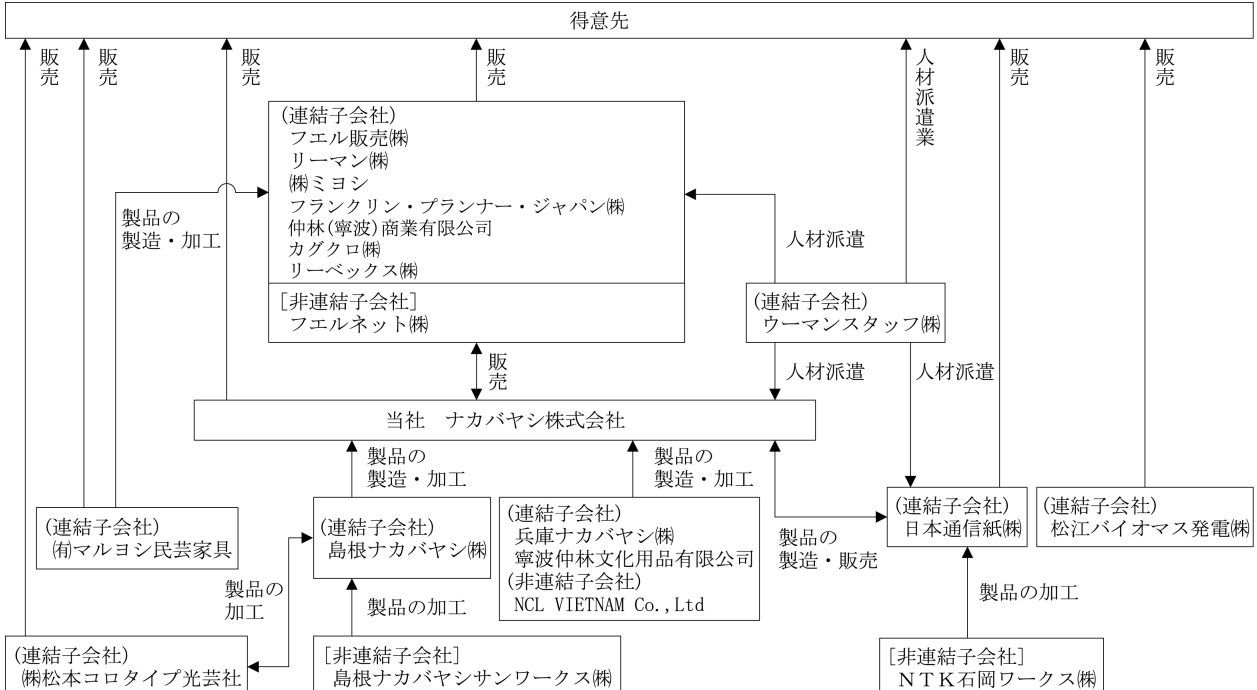 得意先
販売
販売
販売
販売
人材派遣業
販売
販売
(連結子会社)
フエル販売㈱
リーマン㈱
㈱ミヨシ
フランクリン・プランナー・ジャパン㈱
仲林(寧波)商業有限公司
カグクロ㈱
リーベックス㈱
[非連結子会社]
フエルネット㈱
製品の
製造・加工
人材派遣
(連結子会社)
ウーマンスタッフ㈱
販売
人材派遣
人材派遣
当社　ナカバヤシ株式会社
製品の
製造・加工
製品の
製造・加工
(連結子会社)
㈲マルヨシ民芸家具
(連結子会社)
島根ナカバヤシ㈱
(連結子会社)
兵庫ナカバヤシ㈱
寧波仲林文化用品有限公司
(非連結子会社)
NCL VIETNAM Co.,Ltd
製品の
製造・販売
(連結子会社)
日本通信紙㈱
(連結子会社)
松江バイオマス発電㈱
製品の
加工
製品の加工
製品の加工
(連結子会社)
㈱松本コロタイプ光芸社
[非連結子会社]
島根ナカバヤシサンワークス㈱
[非連結子会社]
ＮＴＫ石岡ワークス㈱